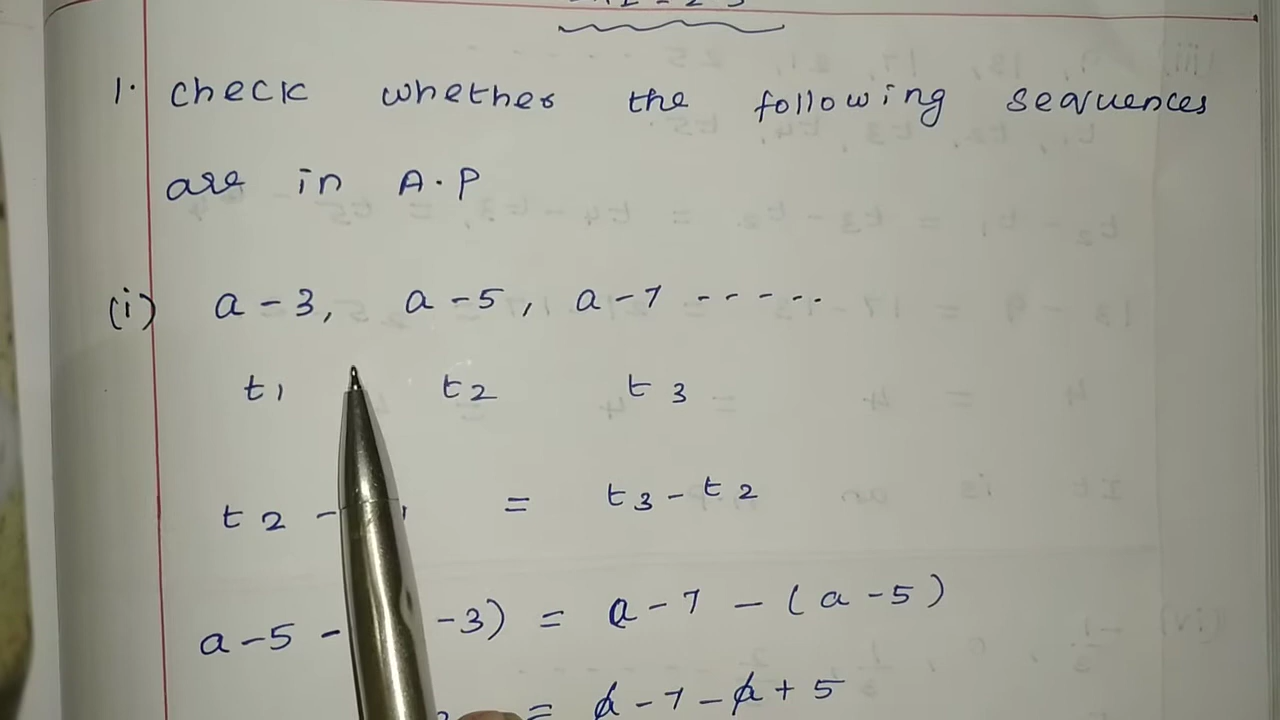 1. check whether the following sequences
are in A.P
(i) a - 3, a - 5, a - 7 -----
t1 t2 t3
t2 - = t3 - t2
a - 5 - -3) = a - 7 - (a - 5)
= a - 7 - a + 5